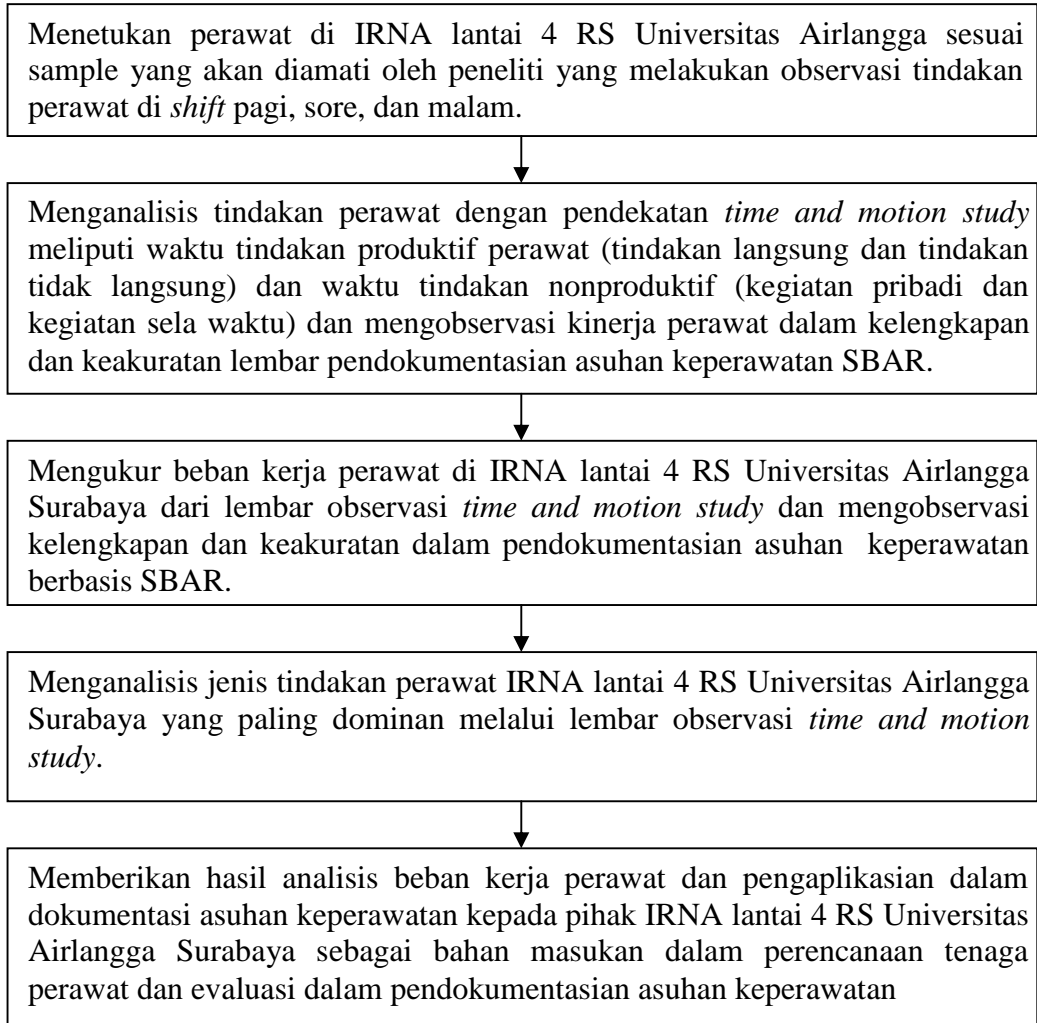 Menetukan perawat di IRNA lantai 4 RS Universitas Airlangga sesuai
sample yang akan diamati oleh peneliti yang melakukan observasi tindakan
perawat di shift pagi, sore, dan malam.
Menganalisis tindakan perawat dengan pendekatan time and motion study
meliputi waktu tindakan produktif perawat (tindakan langsung dan tindakan
tidak langsung) dan waktu tindakan nonproduktif (kegiatan pribadi dan
kegiatan sela waktu) dan mengobservasi kinerja perawat dalam kelengkapan
dan keakuratan lembar pendokumentasian asuhan keperawatan SBAR.
Mengukur beban kerja perawat di IRNA lantai 4 RS Universitas Airlangga
Surabaya dari lembar observasi time and motion study dan mengobservasi
kelengkapan dan keakuratan dalam pendokumentasian asuhan keperawatan
berbasis SBAR.
Menganalisis jenis tindakan perawat IRNA lantai 4 RS Universitas Airlangga
Surabaya yang paling dominan melalui lembar observasi time and motion
study.
Memberikan hasil analisis beban kerja perawat dan pengaplikasian dalam
dokumentasi asuhan keperawatan kepada pihak IRNA lantai 4 RS Universitas
Airlangga Surabaya sebagai bahan masukan dalam perencanaan tenaga
perawat dan evaluasi dalam pendokumentasian asuhan keperawatan